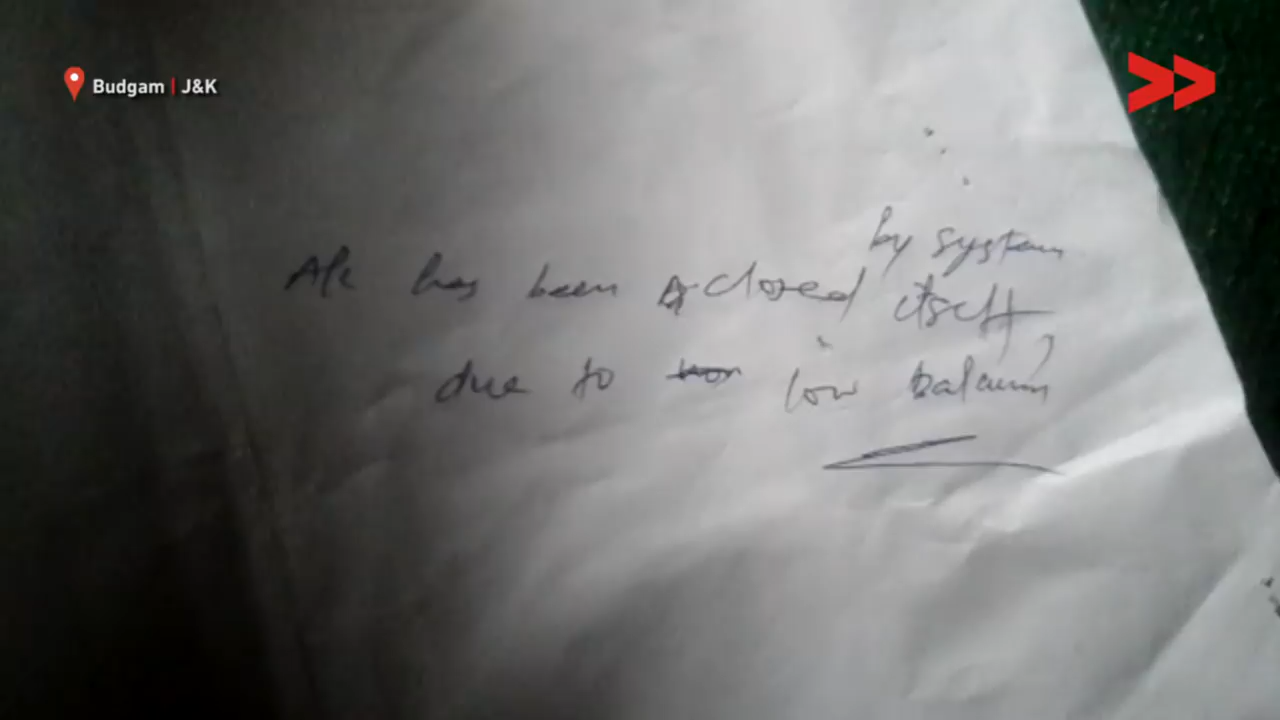 Budgam | J&K
A/c has been closed by system itself,
due to low balance